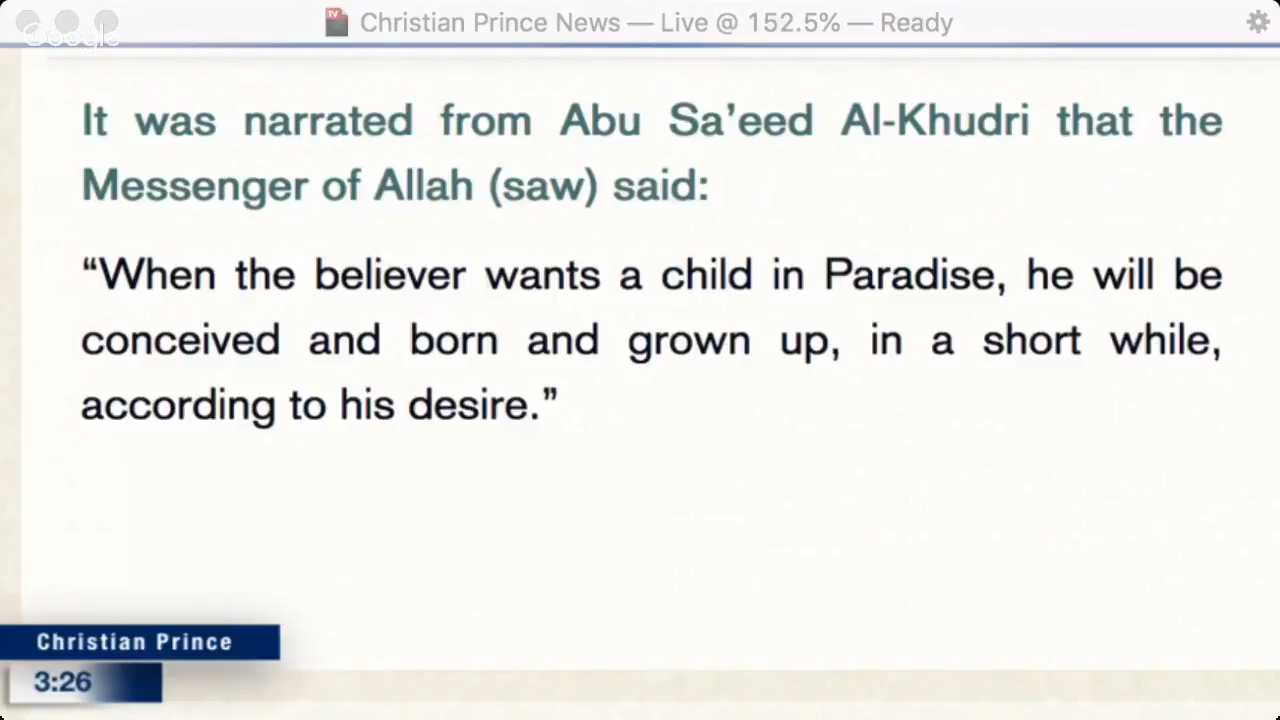 Christian Prince News — Live @ 152.5% — Ready
Google
It was narrated from Abu Sa’eed Al-Khudri that the
Messenger of Allah (saw) said:
“When the believer wants a child in Paradise, he will be
conceived and born and grown up, in a short while,
according to his desire.”
Christian Prince
3:26